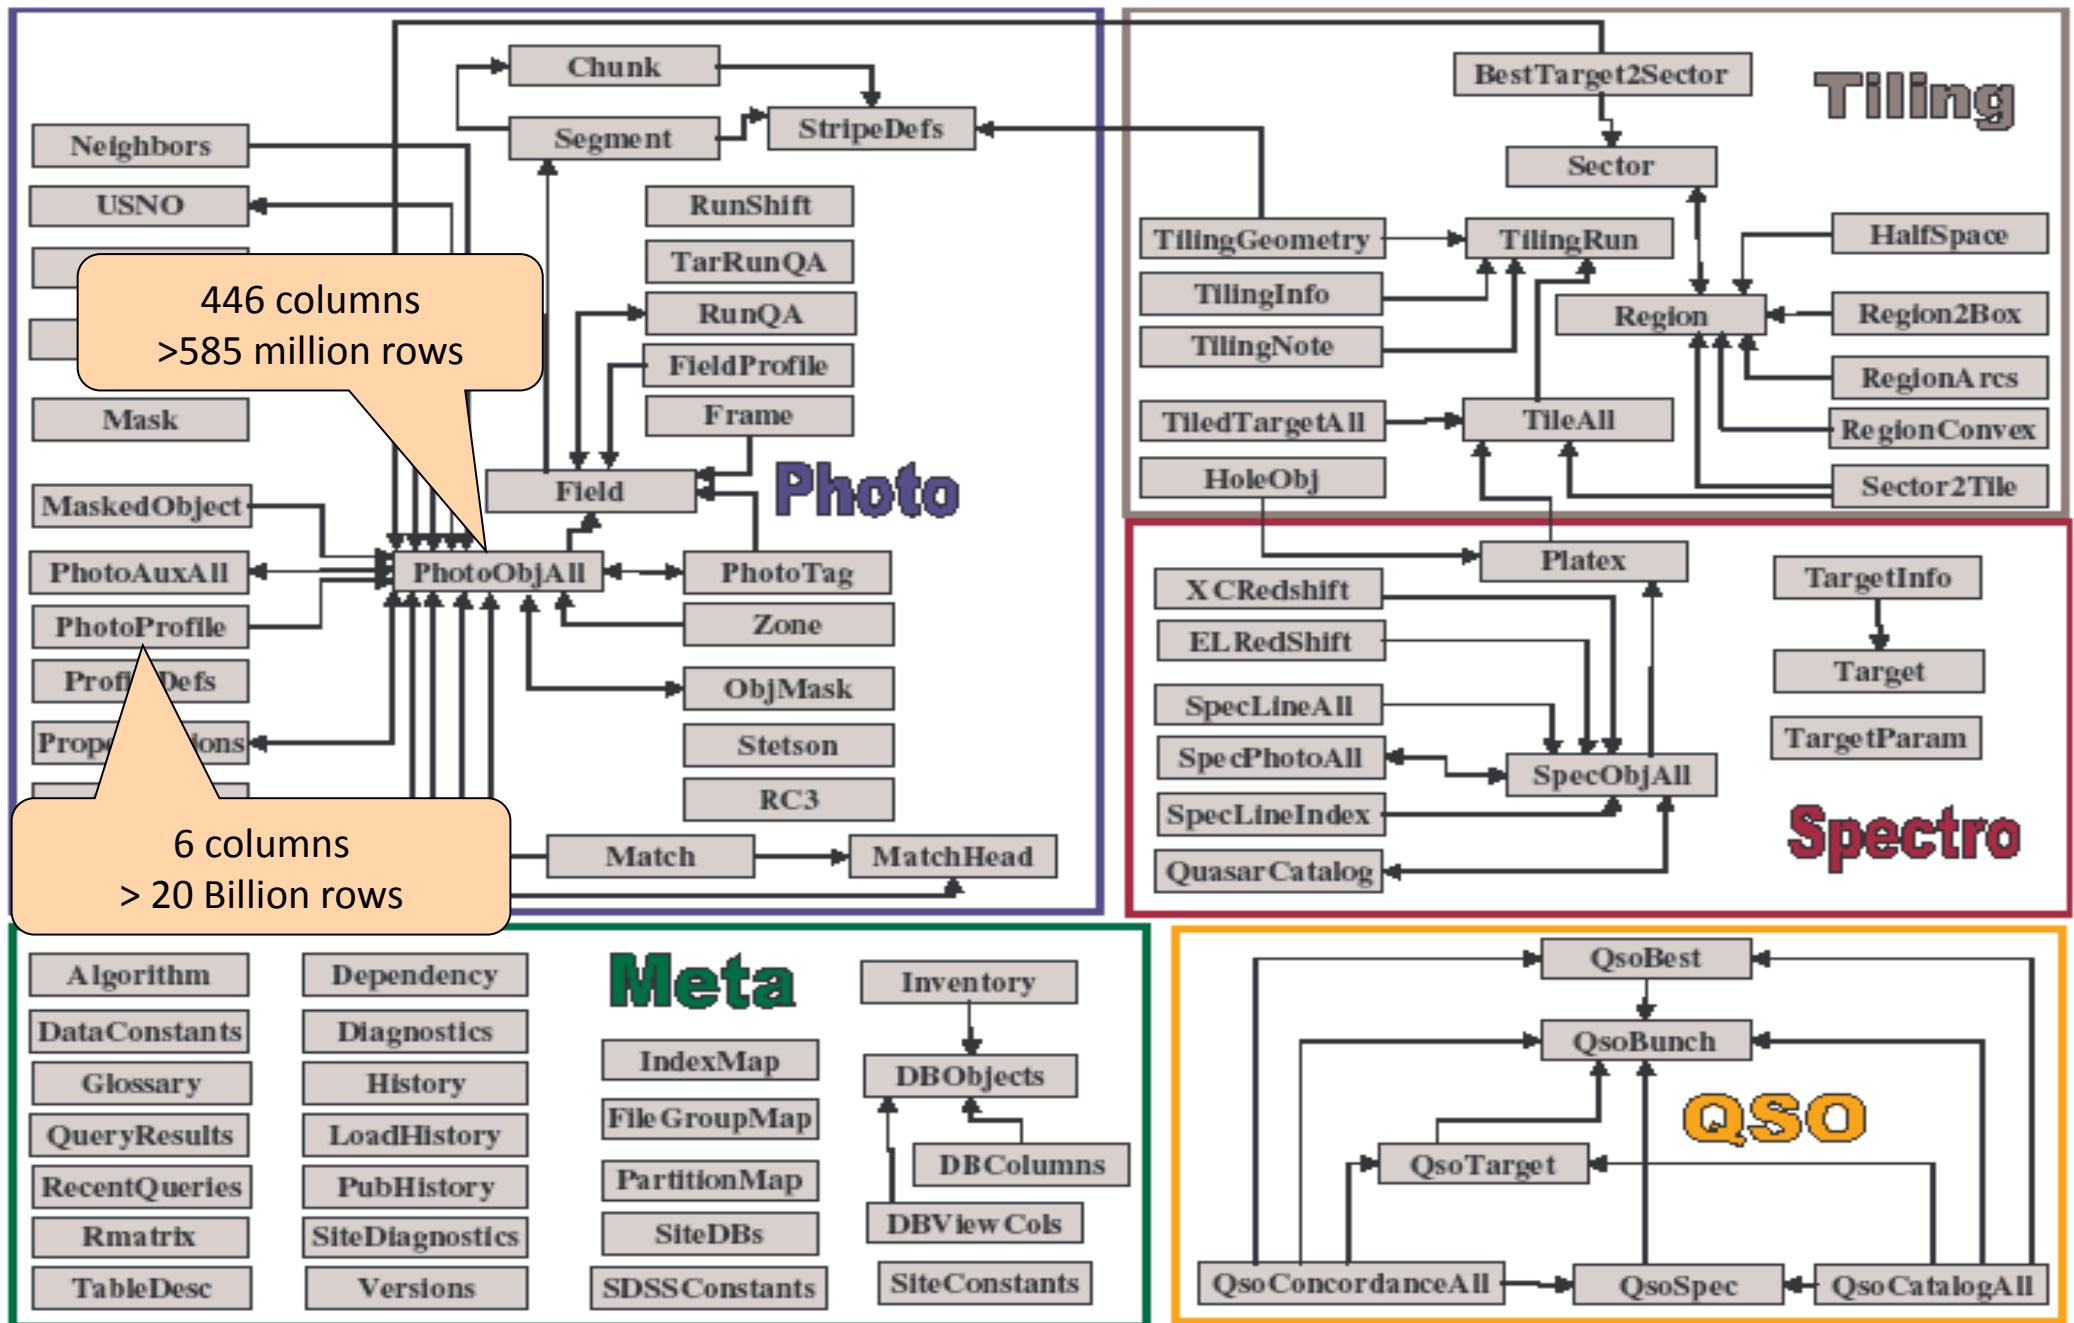 Chunk
Segment
StripeDefs
Neighbors
USNO
RunShift
TarRunQA
RunQA
FieldProfile
Frame
446 columns
>585 million rows
Mask
Field
Photo
MaskedObject
PhotoAuxAll
PhotoObjAll
PhotoTag
PhotoProfile
Zone
ObjMask
Stetson
RC3
6 columns
> 20 Billion rows
Match
MatchHead
BestTarget2Sector
Tiling
Sector
TilingGeometry
TilingRun
HalfSpace
TilingInfo
Region
Region2Box
TilingNote
RegionArcs
TiledTargetAll
TileAll
RegionConvex
HoleObj
Sector2Tile
Platex
XCRedshift
TargetInfo
ELRedShift
Target
SpecLineAll
TargetParam
SpecPhotoAll
SpecObjAll
SpecLineIndex
Spectro
QuasarCatalog
Algorithm
Dependency
Meta
Inventory
DataConstants
Diagnostics
IndexMap
DBObjects
Glossary
History
FileGroupMap
QueryResults
LoadHistory
DBColumns
RecentQueries
PubHistory
PartitionMap
DBViewCols
Rmatrix
SiteDiagnostics
SiteDBs
TableDesc
Versions
SDSSConstants
SiteConstants
QsoBest
QsoBunch
QSO
QsoTarget
QsoConcordanceAll
QsoSpec
QsoCatalogAll